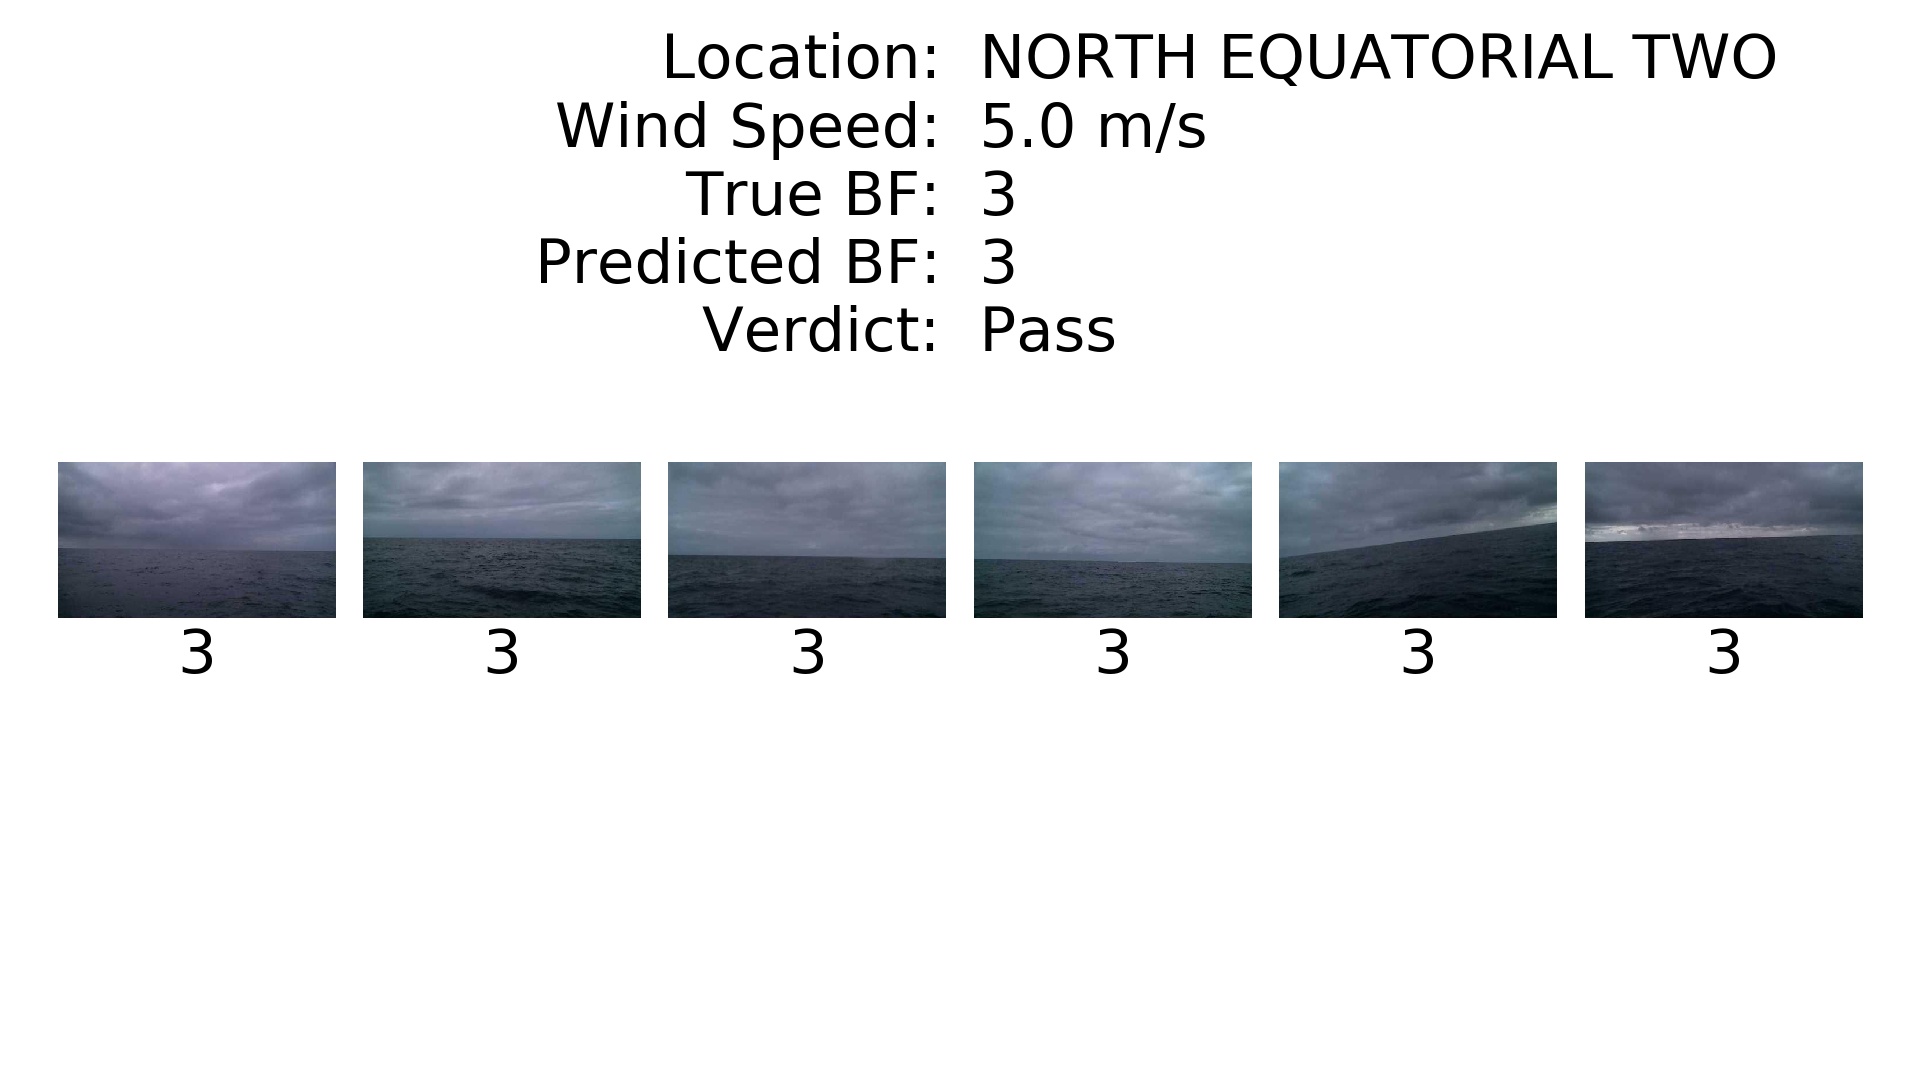 Location: NORTH EQUATORIAL TWO
Wind Speed: 5.0 m/s
True BF: 3
Predicted BF: 3
Verdict: Pass
3 3 3 3 3 3